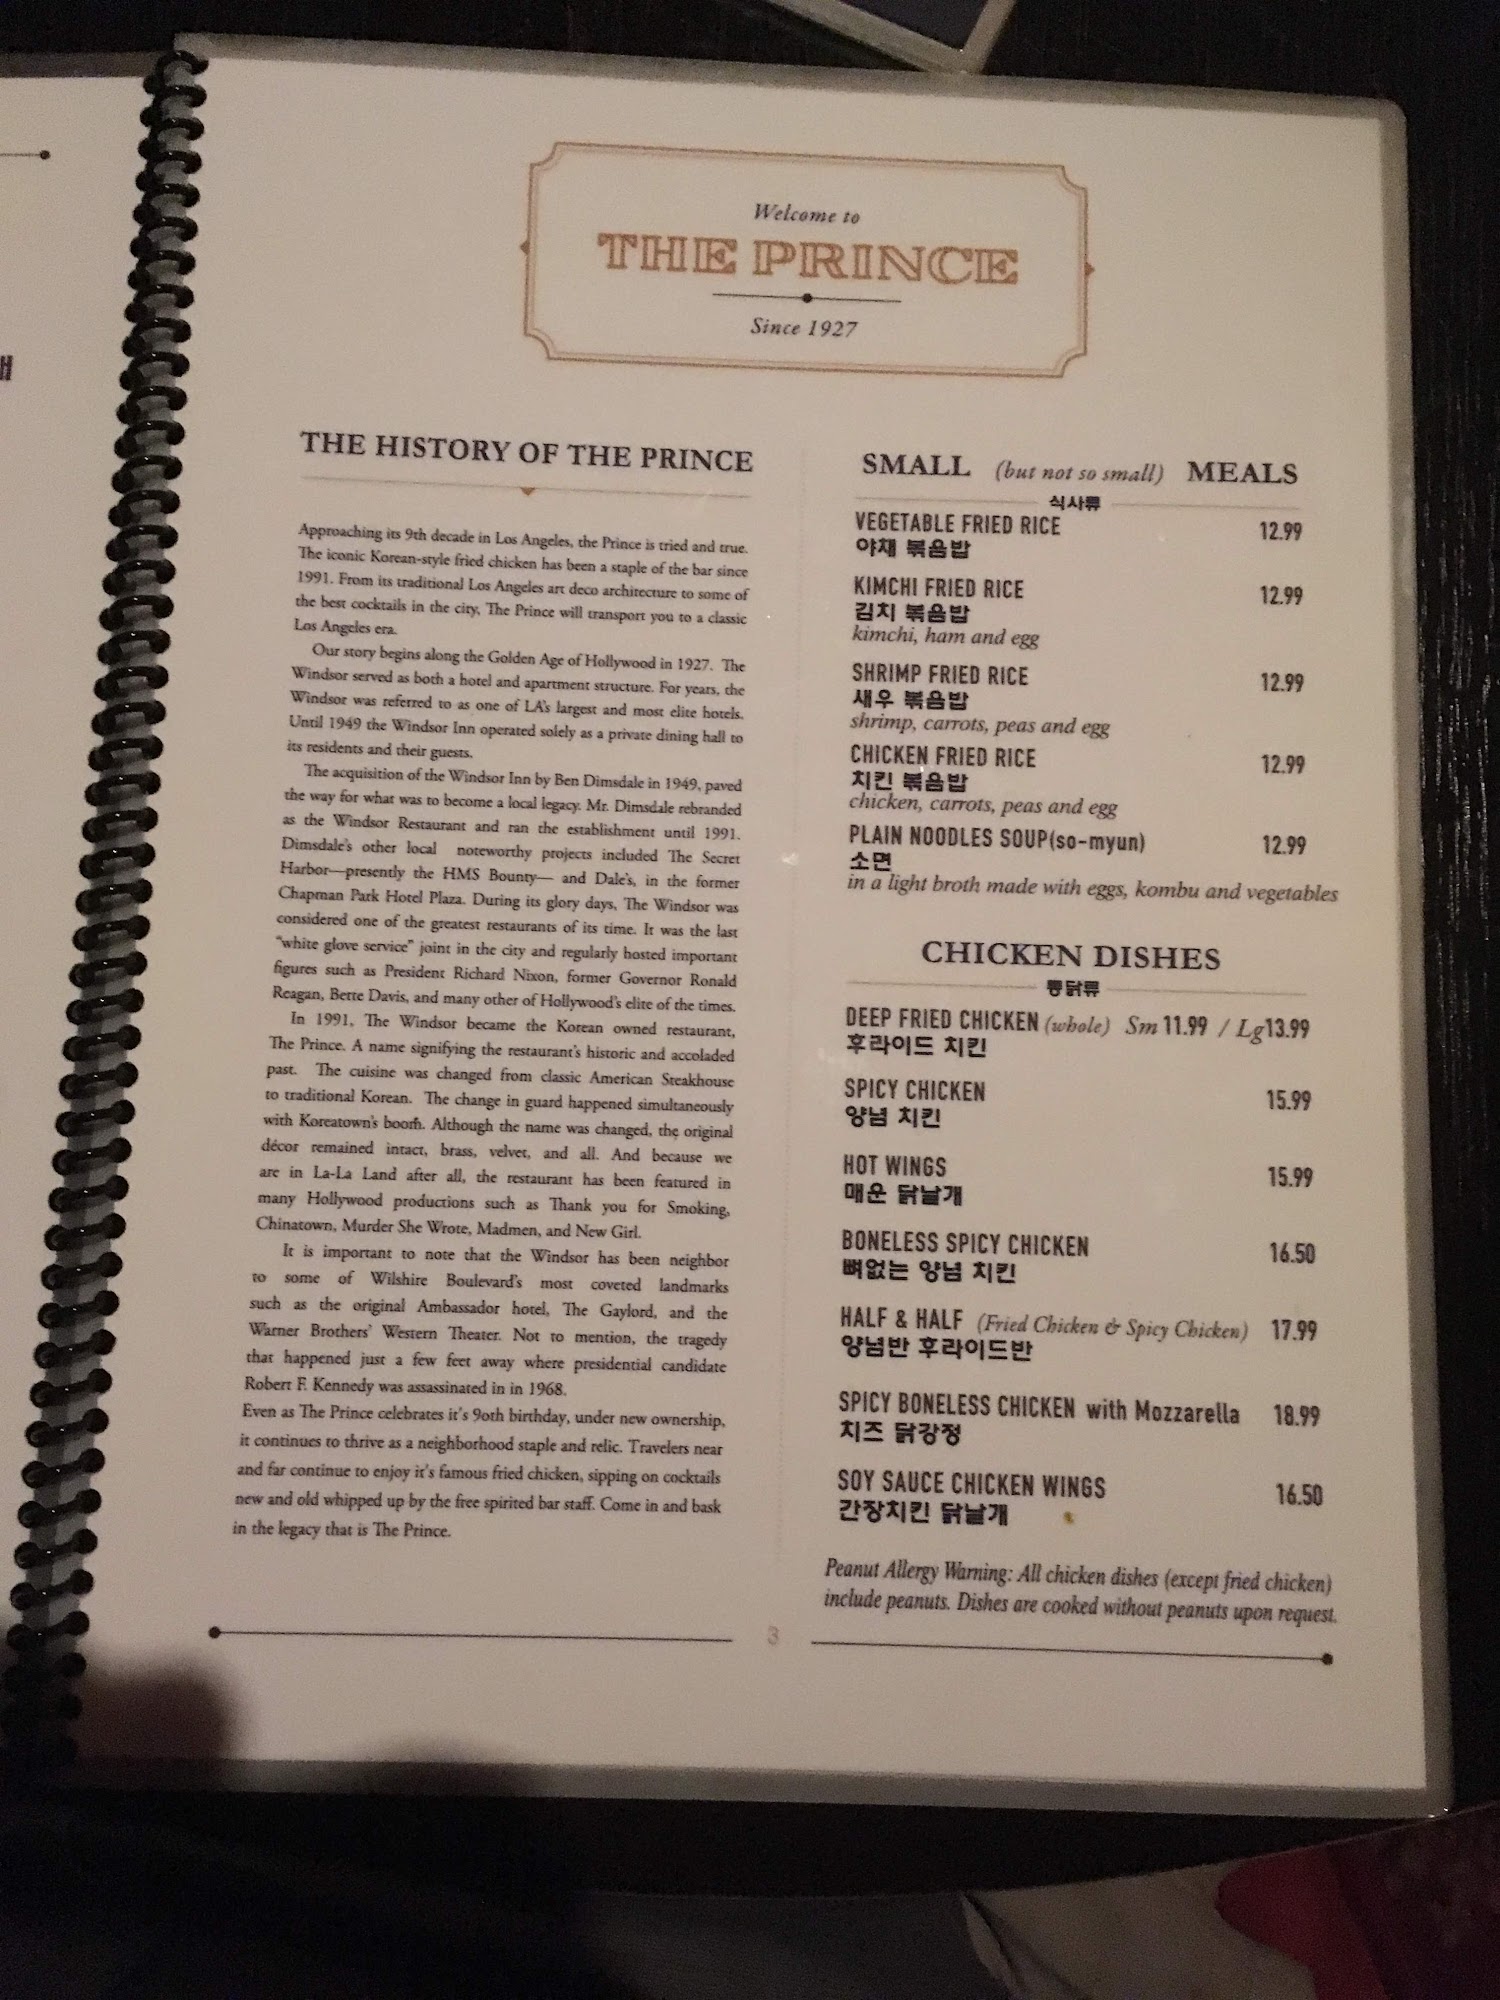 Welcome to
THE PRINCE
Since 1927
THE HISTORY OF THE PRINCE
Approaching its 9th decade in Los Angeles, the Prince is tried and true.
The iconic Korean-style fried chicken has been a staple of the bar since
1991. From its traditional Los Angeles art deco architecture to some of
the best cocktails in the city, The Prince will transport you to a classic
Los Angeles era.
Our story begins along the Golden Age of Hollywood in 1927. The
Windsor served as both a hotel and apartment structure. For years, the
Windsor was referred to as one of LA's largest and most elite hotels.
Until 1949 the Windsor Inn operated solely as a private dining hall to
its residents and their guests.
The acquisition of the Windsor Inn by Ben Dimsdale in 1949, paved
the way for what was to become a local legacy. Mr. Dimsdale rebranded
as the Windsor Restaurant and ran the establishment until 1991.
Dimsdale's other local noteworthy projects included The Secret
Harbor—presently the HMS Bounty— and Dale's, in the former
Chapman Park Hotel Plaza. During its glory days, The Windsor was
considered one of the greatest restaurants of its time. It was the last
"white glove service" joint in the city and regularly hosted important
figures such as President Richard Nixon, former Governor Ronald
Reagan, Bette Davis, and many other of Hollywood's elite of the times.
In 1991, The Windsor became the Korean owned restaurant,
The Prince. A name signifying the restaurant's historic and accoladed
past. The cuisine was changed from classic American Steakhouse
to traditional Korean. The change in guard happened simultaneously
with Koreatown's boom. Although the name was changed, the original
décor remained intact, brass, velvet, and all. And because we
are in La-La Land after all, the restaurant has been featured in
many Hollywood productions such as Thank you for Smoking,
Chinatown, Murder She Wrote, Madmen, and New Girl.
It is important to note that the Windsor has been neighbor
to some of Wilshire Boulevard's most coveted landmarks
such as the original Ambassador hotel, The Gaylord, and the
Warner Brothers' Western Theater. Not to mention, the tragedy
that happened just a few feet away where presidential candidate
Robert F. Kennedy was assassinated in in 1968.
Even as The Prince celebrates it's 90th birthday, under new ownership,
it continues to thrive as a neighborhood staple and relic. Travelers near
and far continue to enjoy it's famous fried chicken, sipping on cocktails
new and old whipped up by the free spirited bar staff. Come in and bask
in the legacy that is The Prince.
SMALL (but not so small) MEALS
식사류
VEGETABLE FRIED RICE 12.99
야채 볶음밥
KIMCHI FRIED RICE 12.99
김치 볶음밥
kimchi, ham and egg
SHRIMP FRIED RICE 12.99
새우 볶음밥
shrimp, carrots, peas and egg
CHICKEN FRIED RICE 12.99
치킨 볶음밥
chicken, carrots, peas and egg
PLAIN NOODLES SOUP(so-myun) 12.99
소면
in a light broth made with eggs, kombu and vegetables
CHICKEN DISHES
통닭류
DEEP FRIED CHICKEN (whole) Sm 11.99 / Lg13.99
후라이드 치킨
SPICY CHICKEN 15.99
양념 치킨
HOT WINGS 15.99
매운 닭날개
BONELESS SPICY CHICKEN 16.50
뼈없는 양념 치킨
HALF & HALF (Fried Chicken & Spicy Chicken) 17.99
양념반 후라이드반
SPICY BONELESS CHICKEN with Mozzarella 18.99
치즈 닭강정
SOY SAUCE CHICKEN WINGS 16.50
간장치킨 닭날개
Peanut Allergy Warning: All chicken dishes (except fried chicken)
include peanuts. Dishes are cooked without peanuts upon request.
3